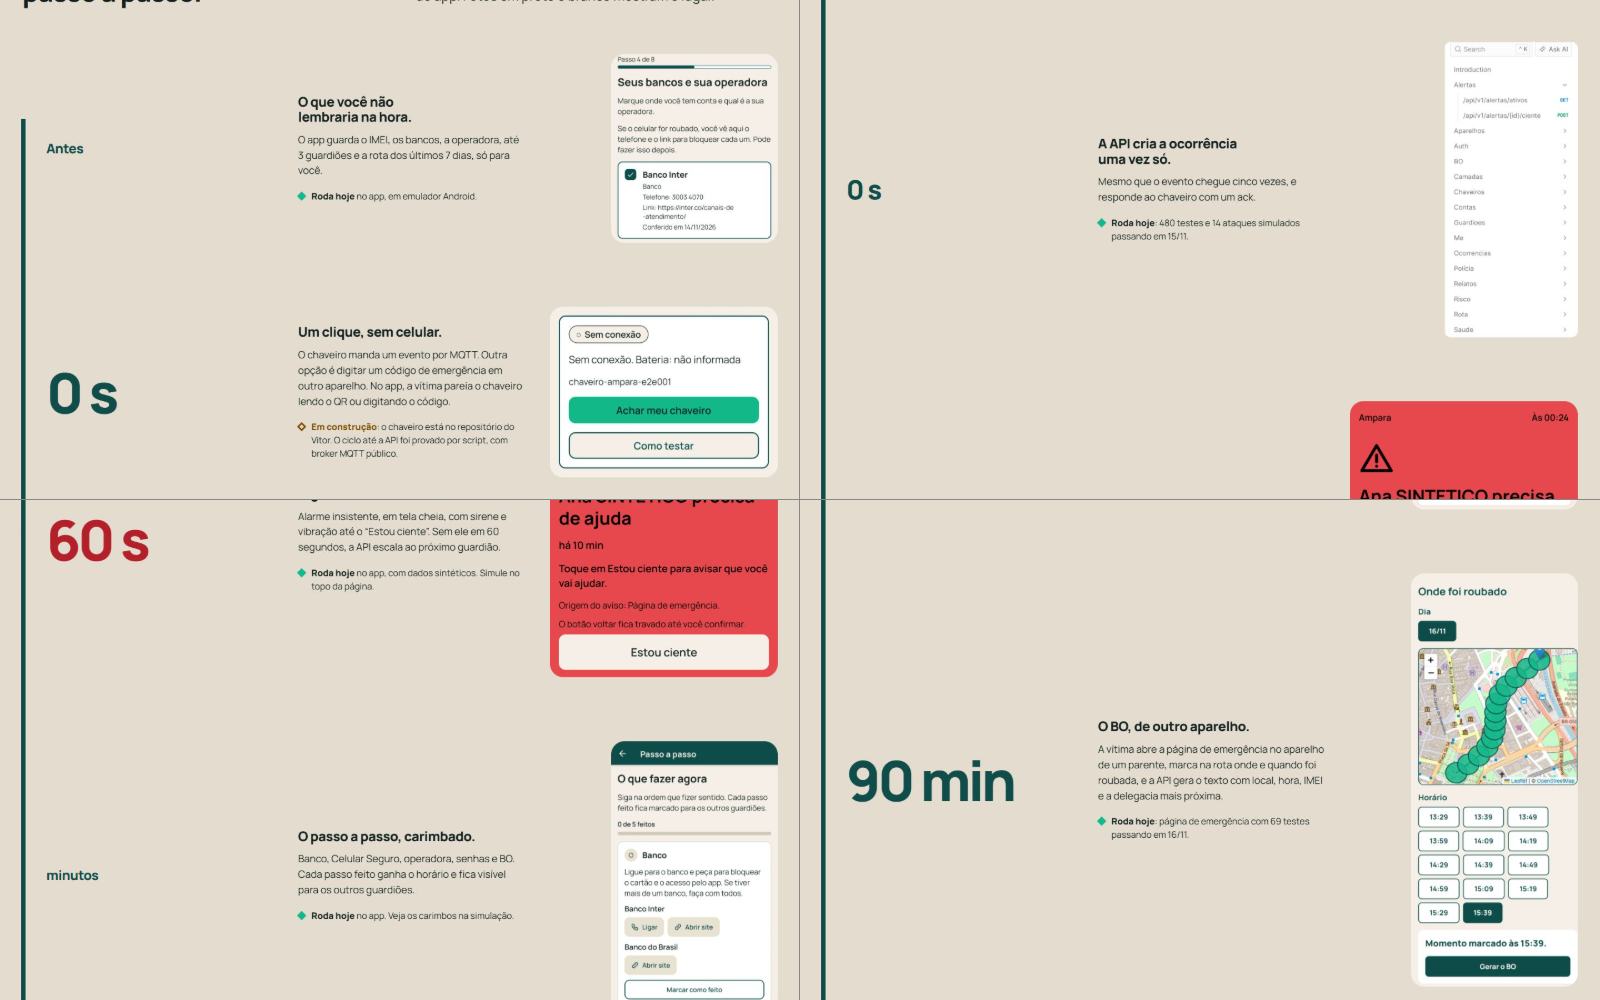 passo a passo.
Antes
O que você não
lembraria na hora.
O app guarda o IMEI, os bancos, a operadora, até
3 guardiões e a rota dos últimos 7 dias, só para
você.
Roda hoje no app, em emulador Android.
Passo 4 de 8
Seus bancos e sua operadora
Marque onde você tem conta e qual é a sua
operadora.
Se o celular for roubado, você vê aqui o
telefone e o link para bloquear cada um. Pode
fazer isso depois.
Banco Inter
Banco
Telefone: 3003 4070
Link: https://inter.co/canais-de
-atendimento/
Conferido em 14/11/2026
0 s
Um clique, sem celular.
O chaveiro manda um evento por MQTT. Outra
opção é digitar um código de emergência em
outro aparelho. No app, a vítima pareia o chaveiro
lendo o QR ou digitando o código.
Em construção: o chaveiro está no repositório do
Vitor. O ciclo até a API foi provado por script, com
broker MQTT público.
Sem conexão
Sem conexão. Bateria: não informada
chaveiro-ampara-e2e001
Achar meu chaveiro
Como testar
0 s
A API cria a ocorrência
uma vez só.
Mesmo que o evento chegue cinco vezes, e
responde ao chaveiro com um ack.
Roda hoje: 480 testes e 14 ataques simulados
passando em 15/11.
Search
^ K
Ask AI
Introduction
Alertas
/api/v1/alertas/ativos GET
/api/v1/alertas/{id}/ciente POST
Aparelhos
Auth
BO
Camadas
Chaveiros
Contas
Guardioes
Me
Ocorrencias
Polícia
Relatos
Risco
Rota
Saude
Ampara
Às 00:24
Ana SINTETICO precisa
60 s
Alarme insistente, em tela cheia, com sirene e
vibração até o “Estou ciente”. Sem ele em 60
segundos, a API escala ao próximo guardião.
Roda hoje no app, com dados sintéticos. Simule no
topo da página.
Ana SINTETICO precisa
de ajuda
há 10 min
Toque em Estou ciente para avisar que você
vai ajudar.
Origem do aviso: Página de emergência.
O botão voltar fica travado até você confirmar.
Estou ciente
minutos
O passo a passo, carimbado.
Banco, Celular Seguro, operadora, senhas e BO.
Cada passo feito ganha o horário e fica visível
para os outros guardiões.
Roda hoje no app. Veja os carimbos na simulação.
Passo a passo
O que fazer agora
Siga na ordem que fizer sentido. Cada passo
feito fica marcado para os outros guardiões.
0 de 5 feitos
Banco
Ligue para o banco e peça para bloquear
o cartão e o acesso pelo app. Se tiver
mais de um banco, faça com todos.
Banco Inter
Ligar
Abrir site
Banco do Brasil
Abrir site
Marcar como feito
90 min
O BO, de outro aparelho.
A vítima abre a página de emergência no aparelho
de um parente, marca na rota onde e quando foi
roubada, e a API gera o texto com local, hora, IMEI
e a delegacia mais próxima.
Roda hoje: página de emergência com 69 testes
passando em 16/11.
Onde foi roubado
Dia
16/11
+
−
Leaflet | © OpenStreetMap
Horário
13:29 13:39 13:49
13:59 14:09 14:19
14:29 14:39 14:49
14:59 15:09 15:19
15:29 15:39
Momento marcado às 15:39.
Gerar o BO